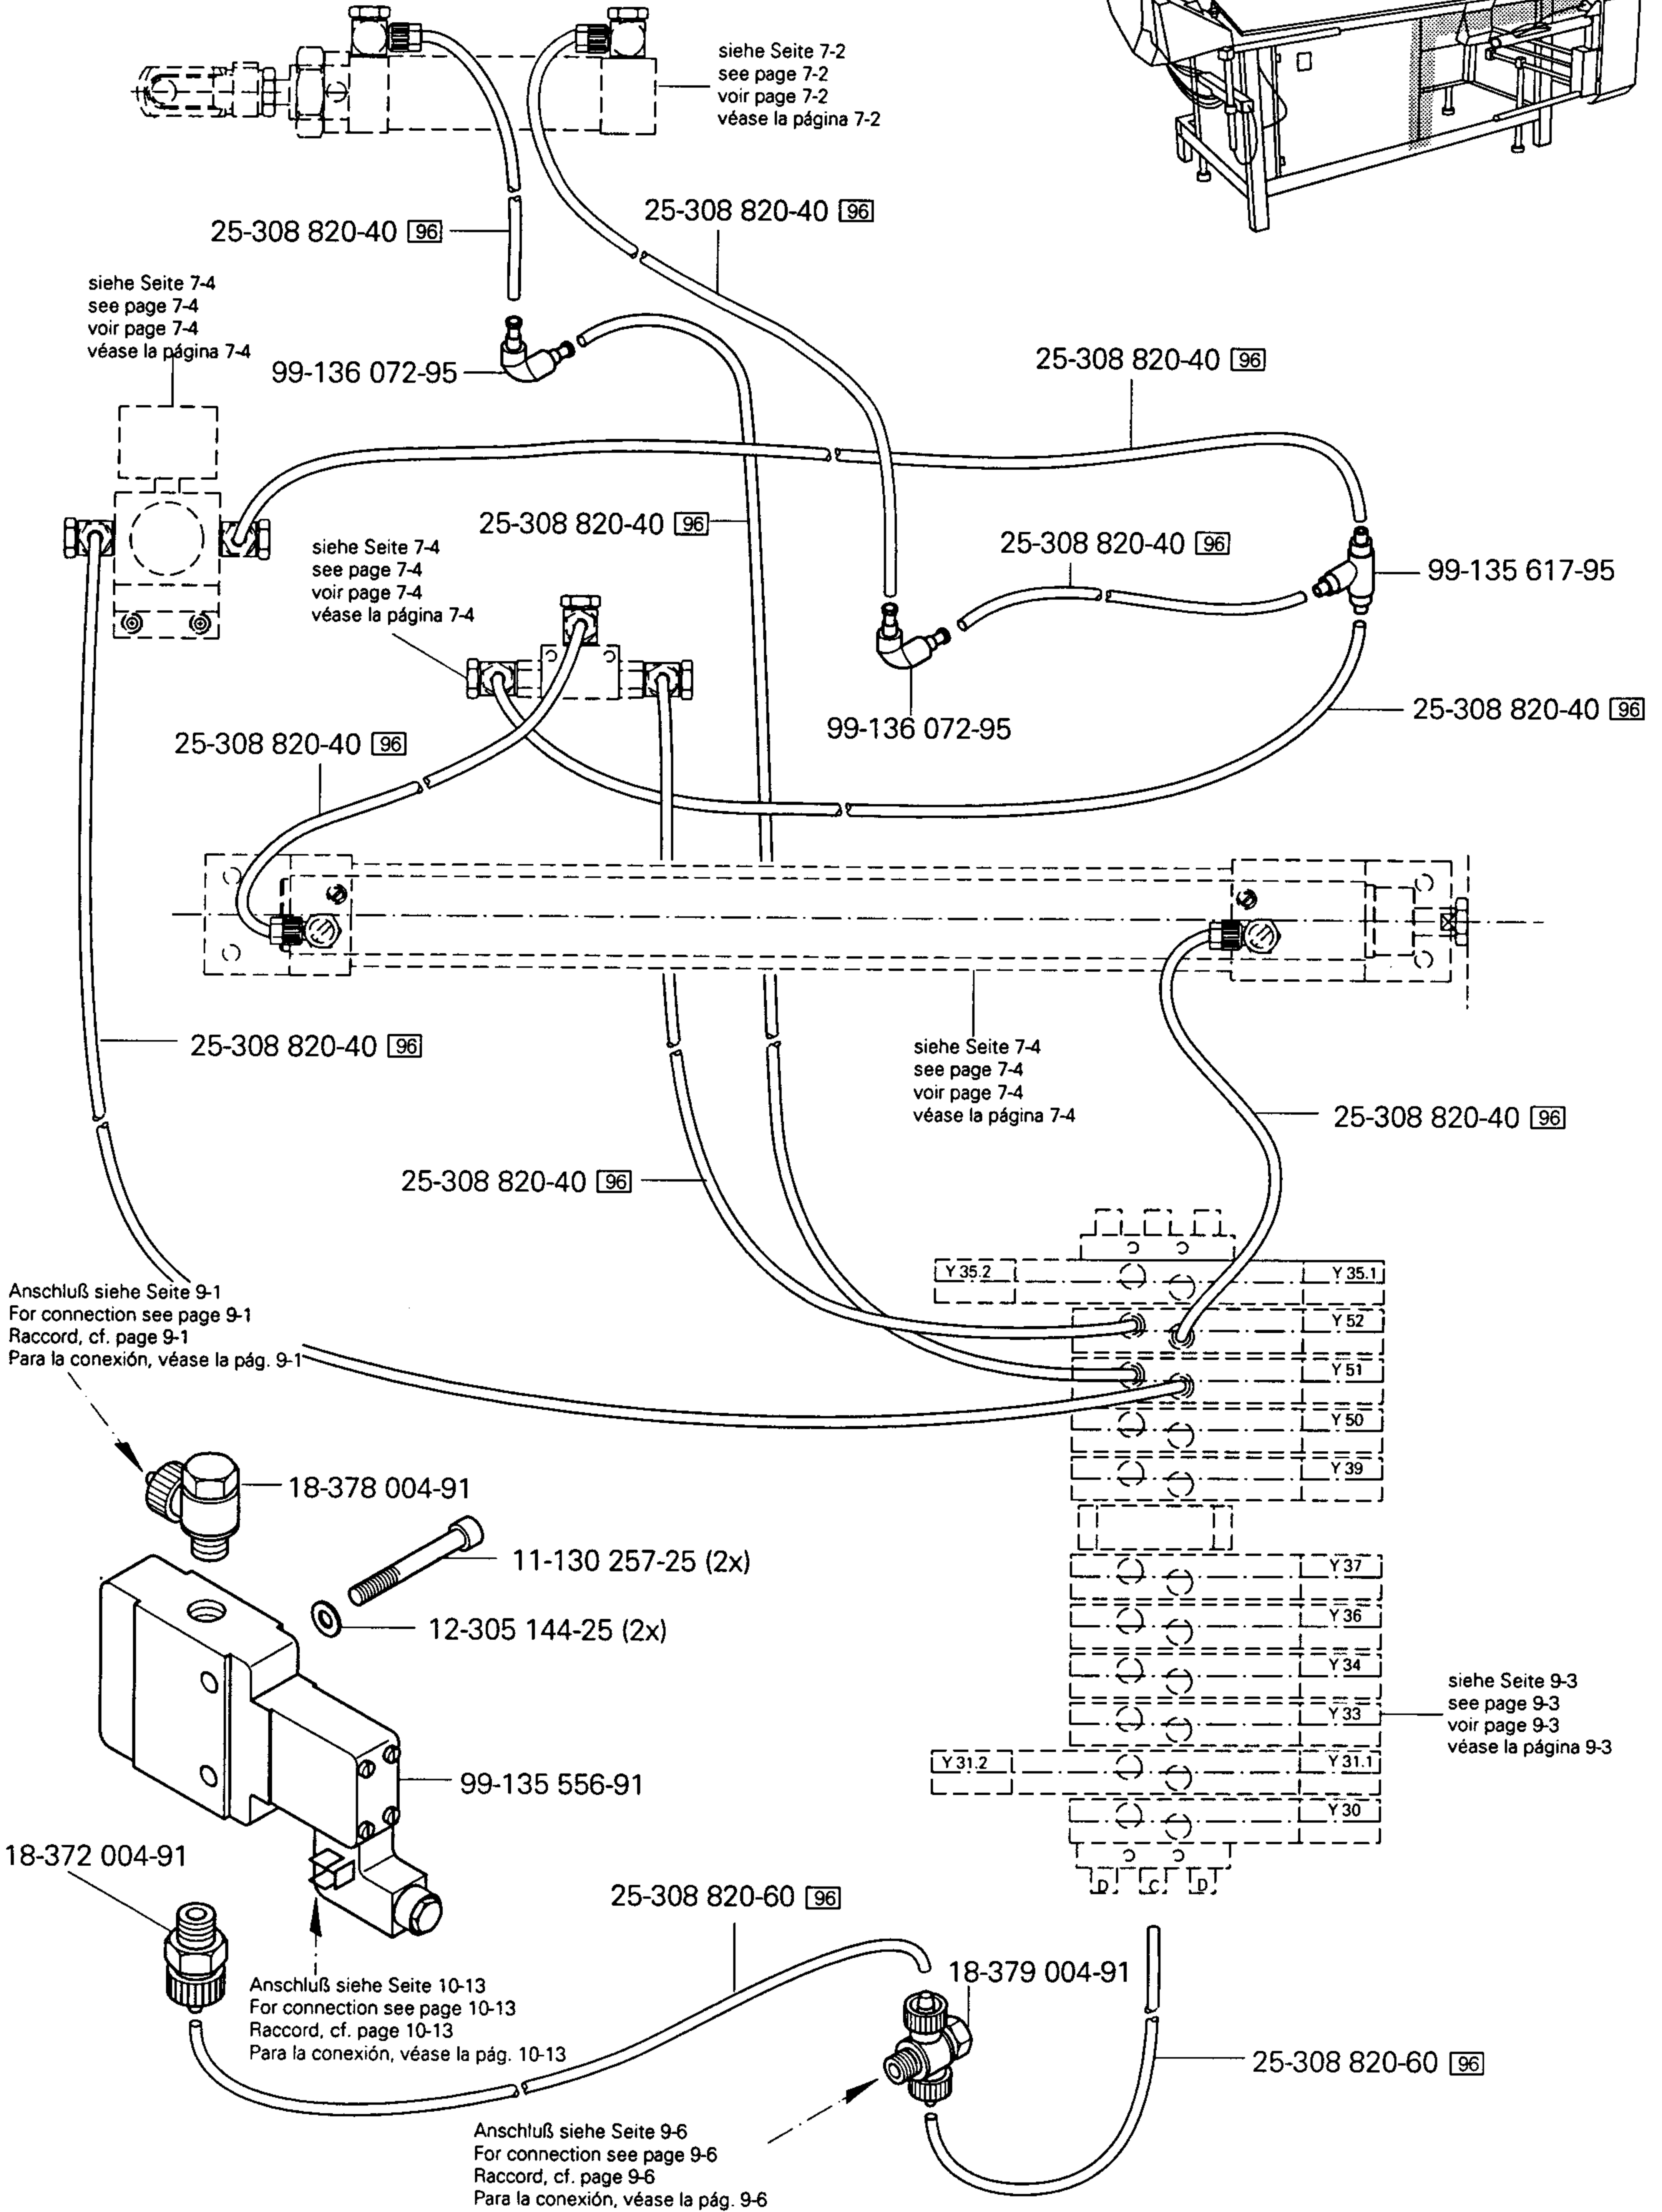 siehe Seite 7-2
see page 7-2
voir page 7-2
véase la página 7-2
25-308 820-40 96
25-308 820-40 96
siehe Seite 7-4
see page 7-4
voir page 7-4
véase la página 7-4
99-136 072-95
25-308 820-40 96
25-308 820-40 96
siehe Seite 7-4
see page 7-4
voir page 7-4
véase la página 7-4
25-308 820-40 96
99-135 617-95
99-136 072-95
25-308 820-40 96
25-308 820-40 96
25-308 820-40 96
siehe Seite 7-4
see page 7-4
voir page 7-4
véase la página 7-4
25-308 820-40 96
25-308 820-40 96
Anschluß siehe Seite 9-1
For connection see page 9-1
Raccord, cf. page 9-1
Para la conexión, véase la pág. 9-1
Y 35.2
Y 35.1
Y 52
Y 51
Y 50
Y 39
18-378 004-91
11-130 257-25 (2x)
12-305 144-25 (2x)
Y 37
Y 36
Y 34
Y 33
Y 31.2
Y 31.1
Y 30
D C D
siehe Seite 9-3
see page 9-3
voir page 9-3
véase la página 9-3
99-135 556-91
18-372 004-91
25-308 820-60 96
Anschluß siehe Seite 10-13
For connection see page 10-13
Raccord, cf. page 10-13
Para la conexión, véase la pág. 10-13
18-379 004-91
25-308 820-60 96
Anschluß siehe Seite 9-6
For connection see page 9-6
Raccord, cf. page 9-6
Para la conexión, véase la pág. 9-6